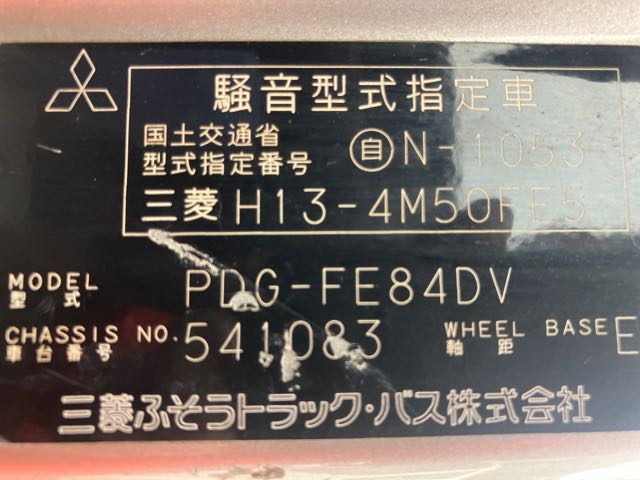 騒音型式指定車
国土交通省
型式指定番号 自 N-1053
三菱 H13-4M50FE5
MODEL 型式 PDG-FE84DV
CHASSIS NO. 車台番号 541083 WHEEL BASE 軸距 E
三菱ふそうトラック・バス株式会社